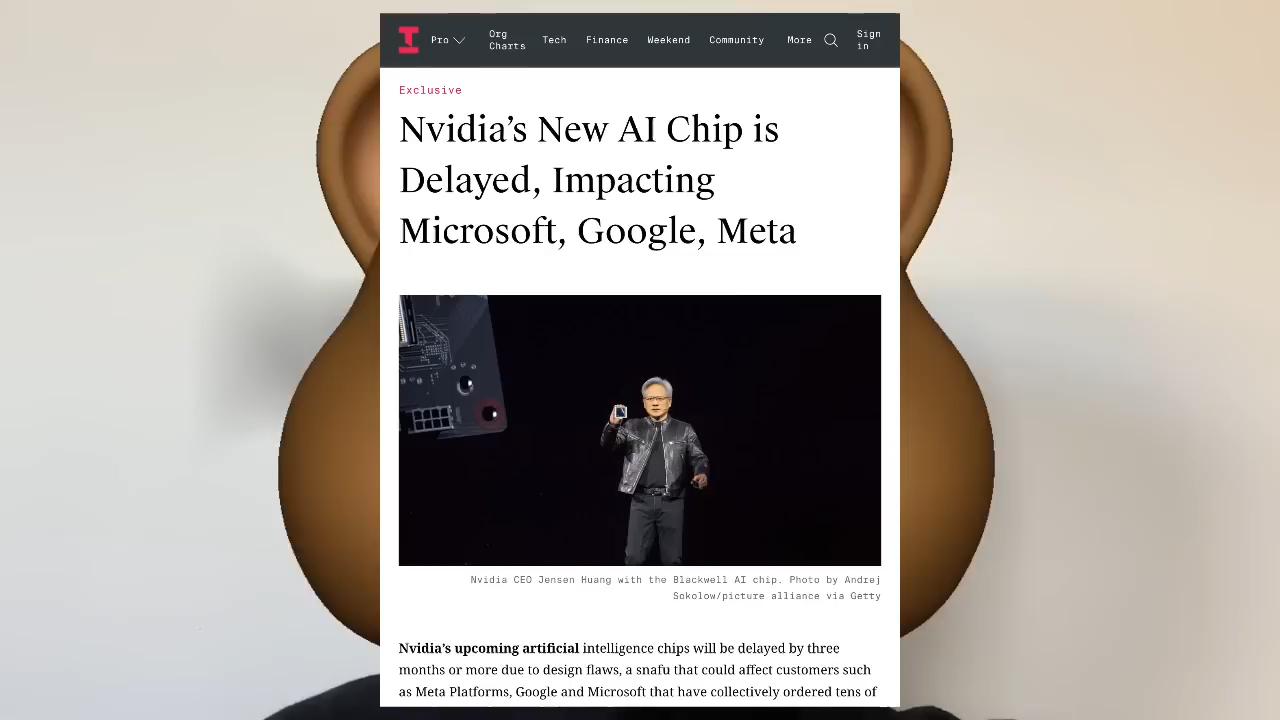 Pro
Org
Charts
Tech
Finance
Weekend
Community
More
Sign
in
Exclusive
Nvidia’s New AI Chip is
Delayed, Impacting
Microsoft, Google, Meta
Nvidia CEO Jensen Huang with the Blackwell AI chip. Photo by Andrej
Sokolow/picture alliance via Getty
Nvidia’s upcoming artificial intelligence chips will be delayed by three
months or more due to design flaws, a snafu that could affect customers such
as Meta Platforms, Google and Microsoft that have collectively ordered tens of